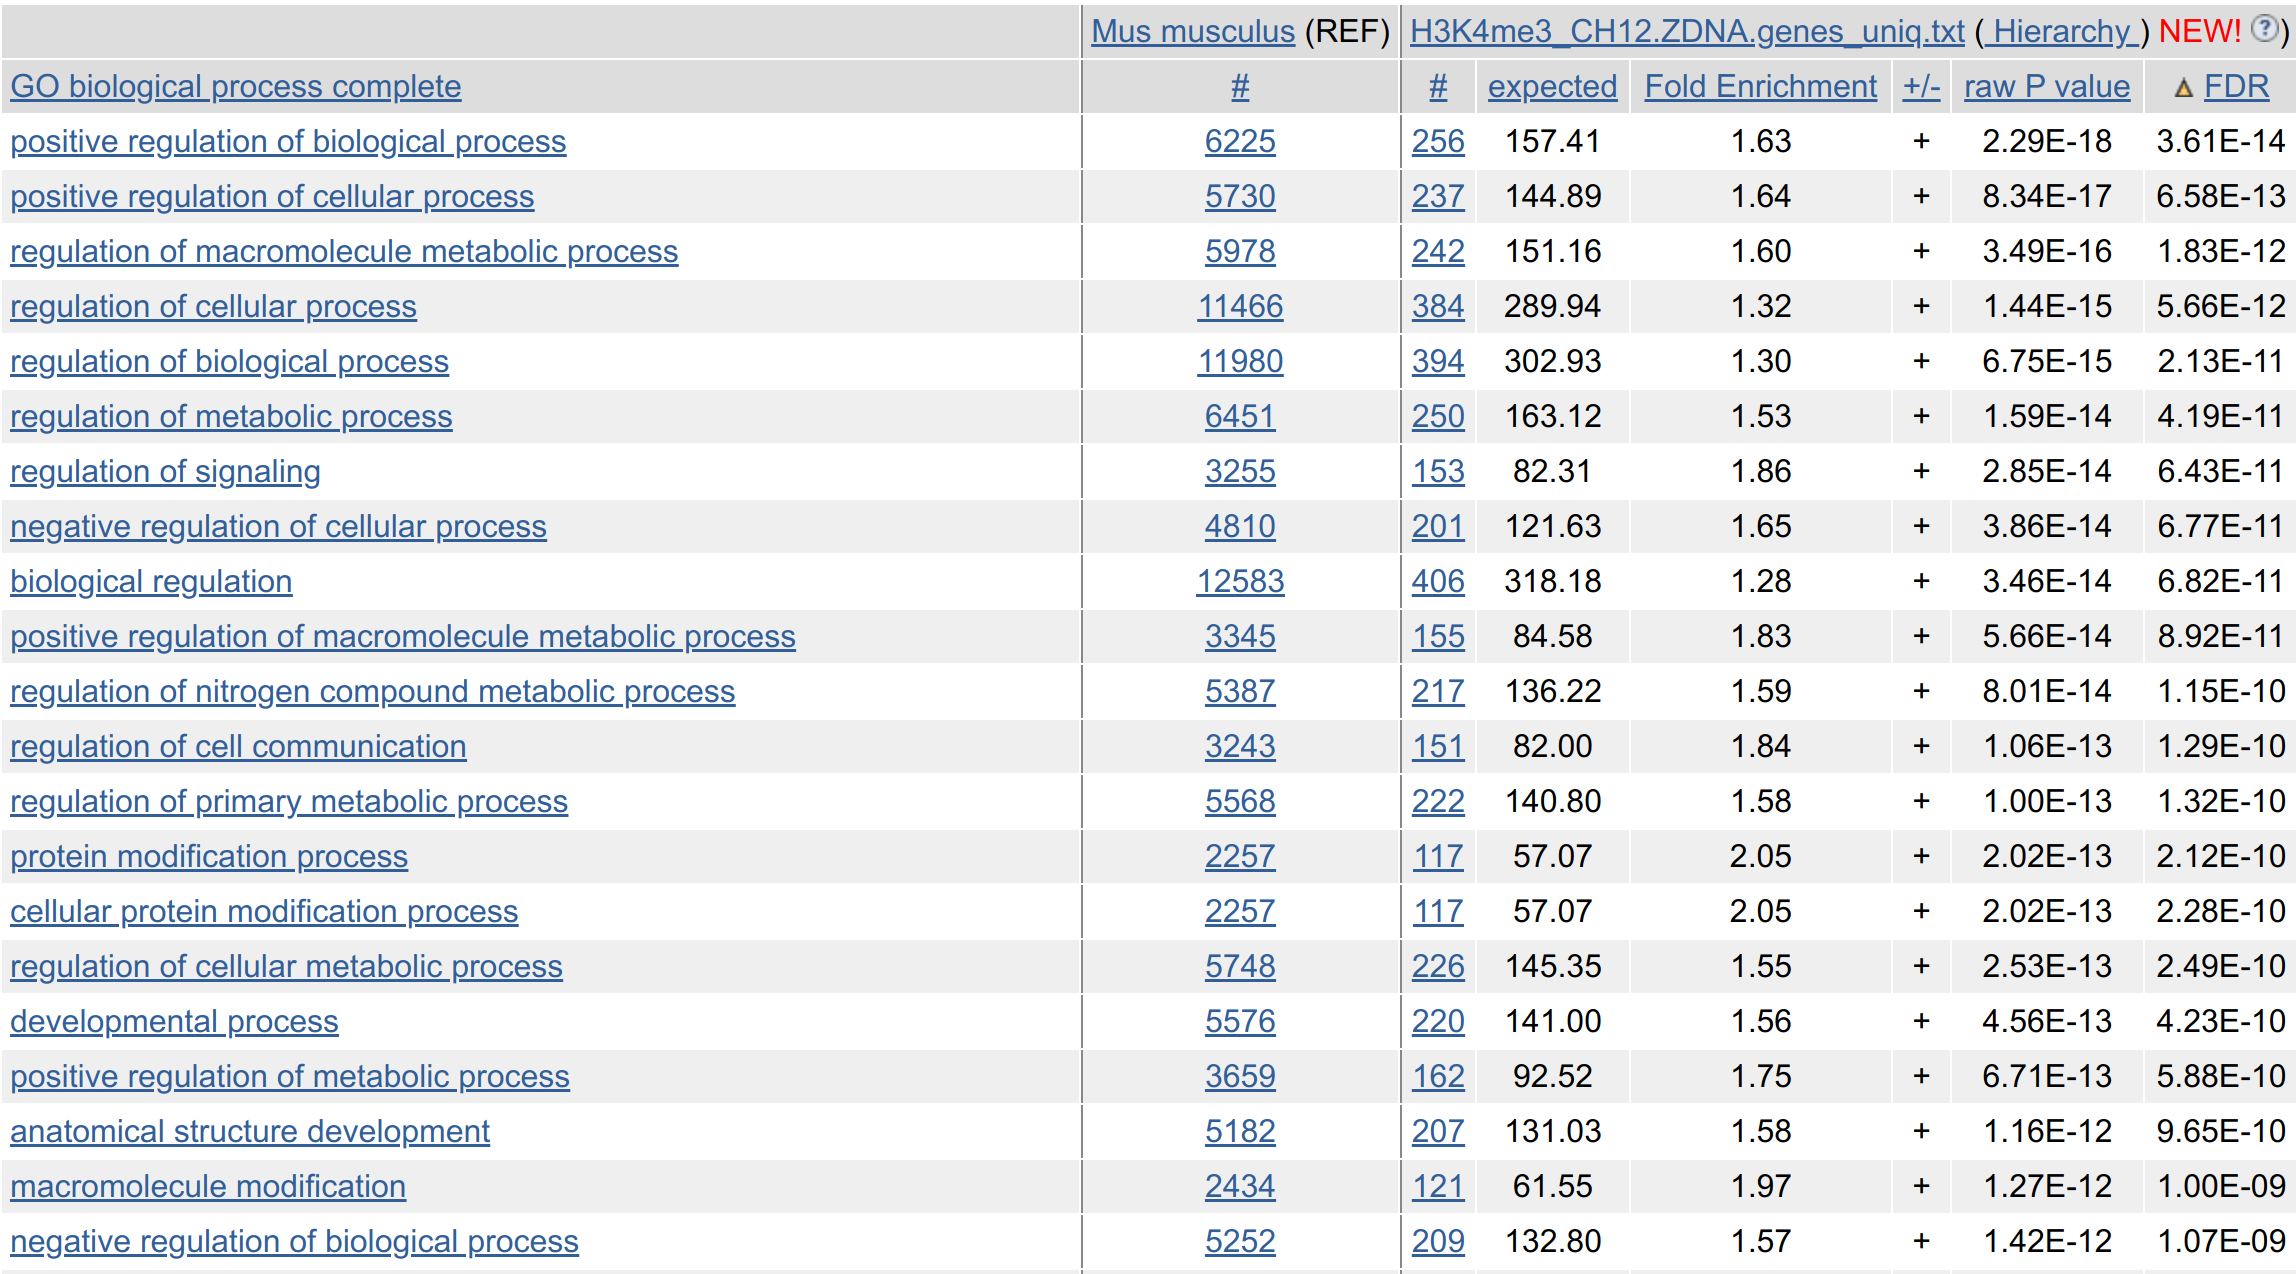 Mus musculus (REF) H3K4me3_CH12.ZDNA.genes_uniq.txt ( Hierarchy ) NEW! ?)
GO biological process complete # # expected Fold Enrichment +/- raw P value FDR
positive regulation of biological process 6225 256 157.41 1.63 + 2.29E-18 3.61E-14
positive regulation of cellular process 5730 237 144.89 1.64 + 8.34E-17 6.58E-13
regulation of macromolecule metabolic process 5978 242 151.16 1.60 + 3.49E-16 1.83E-12
regulation of cellular process 11466 384 289.94 1.32 + 1.44E-15 5.66E-12
regulation of biological process 11980 394 302.93 1.30 + 6.75E-15 2.13E-11
regulation of metabolic process 6451 250 163.12 1.53 + 1.59E-14 4.19E-11
regulation of signaling 3255 153 82.31 1.86 + 2.85E-14 6.43E-11
negative regulation of cellular process 4810 201 121.63 1.65 + 3.86E-14 6.77E-11
biological regulation 12583 406 318.18 1.28 + 3.46E-14 6.82E-11
positive regulation of macromolecule metabolic process 3345 155 84.58 1.83 + 5.66E-14 8.92E-11
regulation of nitrogen compound metabolic process 5387 217 136.22 1.59 + 8.01E-14 1.15E-10
regulation of cell communication 3243 151 82.00 1.84 + 1.06E-13 1.29E-10
regulation of primary metabolic process 5568 222 140.80 1.58 + 1.00E-13 1.32E-10
protein modification process 2257 117 57.07 2.05 + 2.02E-13 2.12E-10
cellular protein modification process 2257 117 57.07 2.05 + 2.02E-13 2.28E-10
regulation of cellular metabolic process 5748 226 145.35 1.55 + 2.53E-13 2.49E-10
developmental process 5576 220 141.00 1.56 + 4.56E-13 4.23E-10
positive regulation of metabolic process 3659 162 92.52 1.75 + 6.71E-13 5.88E-10
anatomical structure development 5182 207 131.03 1.58 + 1.16E-12 9.65E-10
macromolecule modification 2434 121 61.55 1.97 + 1.27E-12 1.00E-09
negative regulation of biological process 5252 209 132.80 1.57 + 1.42E-12 1.07E-09